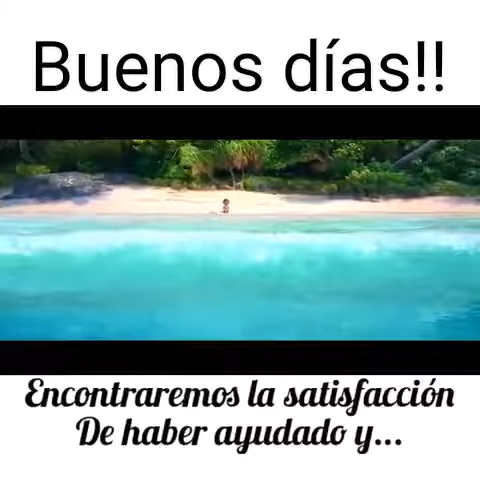 Buenos días!!
Encontraremos la satisfacción
De haber ayudado y...